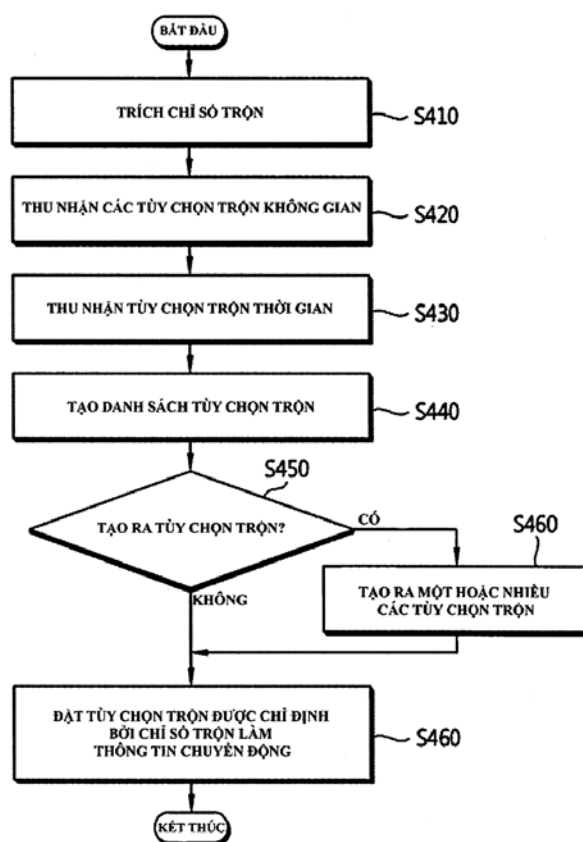 BẮT ĐẦU
TRÍCH CHỈ SỐ TRỘN
S410
THU NHẬN CÁC TÙY CHỌN TRỘN KHÔNG GIAN
S420
THU NHẬN TÙY CHỌN TRỘN THỜI GIAN
S430
TẠO DANH SÁCH TÙY CHỌN TRỘN
S440
S450
TẠO RA TÙY CHỌN TRỘN?
CÓ
S460
TẠO RA MỘT HOẶC NHIỀU
CÁC TÙY CHỌN TRỘN
KHÔNG
ĐẶT TÙY CHỌN TRỘN ĐƯỢC CHỈ ĐỊNH
BỞI CHỈ SỐ TRỘN LÀM
THÔNG TIN CHUYỂN ĐỘNG
S460
KẾT THÚC